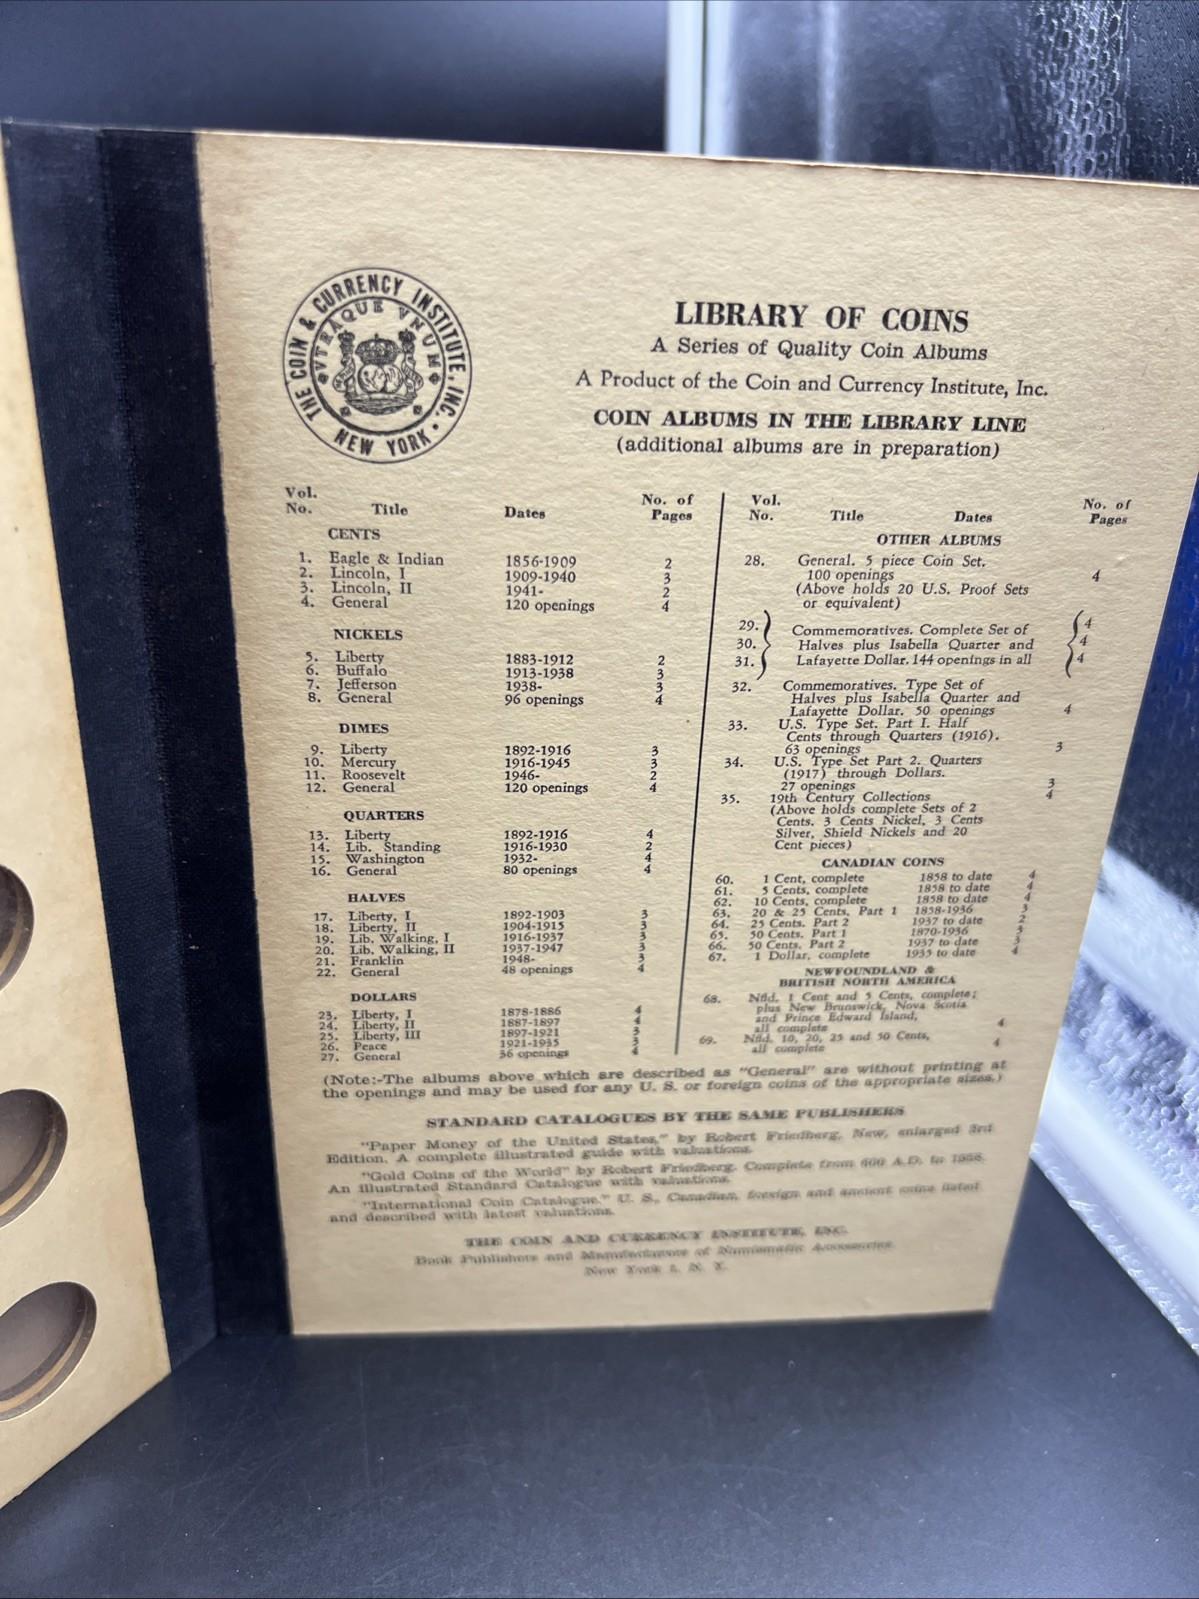 THE COIN & CURRENCY INSTITUTE, INC.
NEW YORK
VTRAQUE VNUM
LIBRARY OF COINS
A Series of Quality Coin Albums
A Product of the Coin and Currency Institute, Inc.
COIN ALBUMS IN THE LIBRARY LINE
(additional albums are in preparation)
Vol. No. Title Dates No. of Pages
CENTS
1. Eagle & Indian 1856-1909 2
2. Lincoln, I 1909-1940 3
3. Lincoln, II 1941- 2
4. General 120 openings 4
NICKELS
5. Liberty 1883-1912 2
6. Buffalo 1913-1938 3
7. Jefferson 1938- 3
8. General 96 openings 4
DIMES
9. Liberty 1892-1916 3
10. Mercury 1916-1945 3
11. Roosevelt 1946- 2
12. General 120 openings 4
QUARTERS
13. Liberty 1892-1916 4
14. Lib. Standing 1916-1930 2
15. Washington 1932- 4
16. General 80 openings 4
HALVES
17. Liberty, I 1892-1903 3
18. Liberty, II 1904-1915 3
19. Lib. Walking, I 1916-1937 3
20. Lib. Walking, II 1937-1947 3
21. Franklin 1948- 3
22. General 48 openings 4
DOLLARS
23. Liberty, I 1878-1886 4
24. Liberty, II 1887-1897 4
25. Liberty, III 1897-1921 3
26. Peace 1921-1935 3
27. General 36 openings 4
Vol. No. Title Dates No. of Pages
OTHER ALBUMS
28. General. 5 piece Coin Set.
100 openings 4
(Above holds 20 U.S. Proof Sets
or equivalent)
29. Commemoratives. Complete Set of 4
30. Halves plus Isabella Quarter and 4
31. Lafayette Dollar. 144 openings in all 4
32. Commemoratives. Type Set of
Halves plus Isabella Quarter and
Lafayette Dollar. 50 openings 4
33. U.S. Type Set. Part I. Half
Cents through Quarters (1916).
63 openings 3
34. U.S. Type Set Part 2. Quarters
(1917) through Dollars.
27 openings 3
35. 19th Century Collections 4
(Above holds complete Sets of 2
Cents, 3 Cents Nickel, 3 Cents
Silver, Shield Nickels and 20
Cent pieces)
CANADIAN COINS
60. 1 Cent, complete 1858 to date 4
61. 5 Cents, complete 1858 to date 4
62. 10 Cents, complete 1858 to date 4
63. 20 & 25 Cents. Part 1 1858-1936 3
64. 25 Cents. Part 2 1937 to date 2
65. 50 Cents. Part 1 1870-1936 3
66. 50 Cents. Part 2 1937 to date 3
67. 1 Dollar, complete 1935 to date 4
NEWFOUNDLAND &
BRITISH NORTH AMERICA
68. Nfld. 1 Cent and 5 Cents, complete;
plus New Brunswick, Nova Scotia
and Prince Edward Island,
all complete 4
69. Nfld. 10, 20, 25 and 50 Cents,
all complete 4
(Note:-The albums above which are described as "General" are without printing at
the openings and may be used for any U. S. or foreign coins of the appropriate sizes.)
STANDARD CATALOGUES BY THE SAME PUBLISHERS
"Paper Money of the United States," by Robert Friedberg. New, enlarged 3rd
Edition. A complete illustrated guide with valuations.
"Gold Coins of the World" by Robert Friedberg. Complete from 600 A.D. to 1958.
An illustrated Standard Catalogue with valuations.
"International Coin Catalogue." U. S., Canadian, foreign and ancient coins listed
and described with latest valuations.
THE COIN AND CURRENCY INSTITUTE, INC.
Book Publishers and Manufacturers of Numismatic Accessories
New York 1, N. Y.